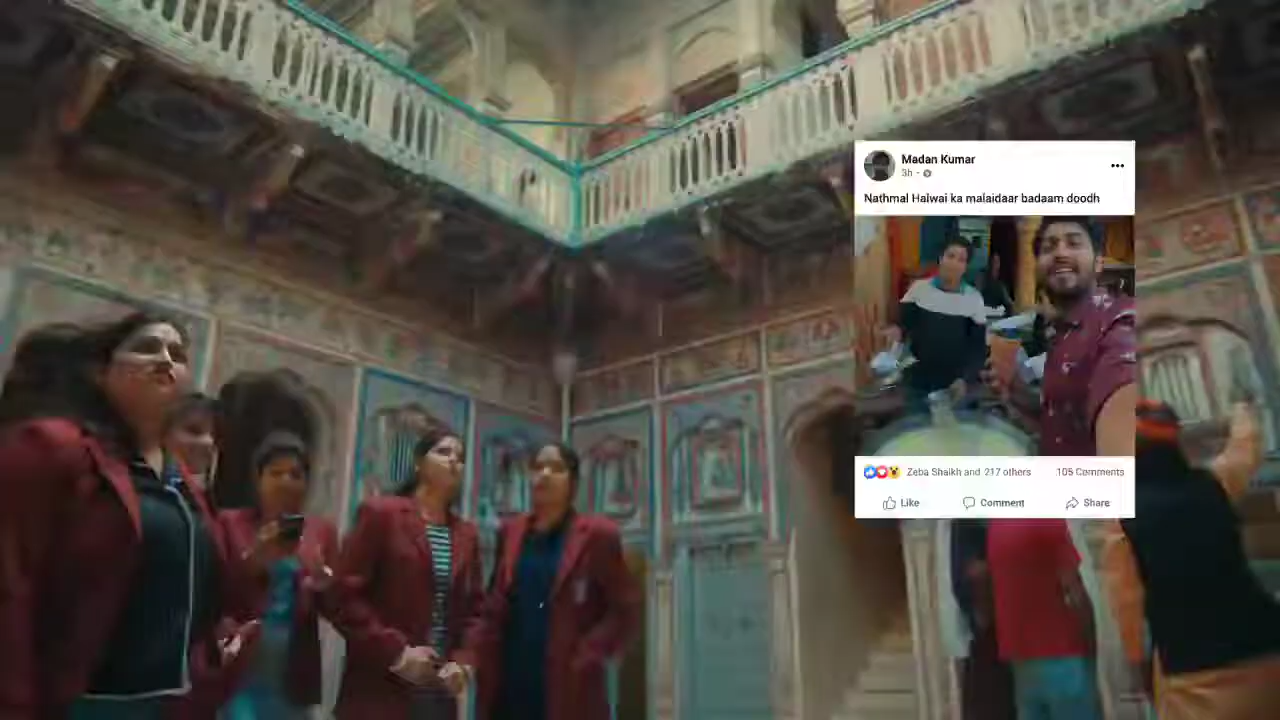 Madan Kumar
3h
Nathmal Halwai ka malaidaar badaam doodh
Zeba Shaikh and 217 others 105 Comments
Like Comment Share